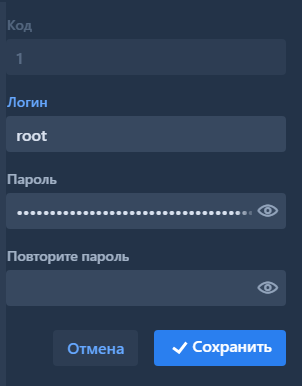 Код
1
Логин
root
Пароль
Повторите пароль
Отмена
Сохранить